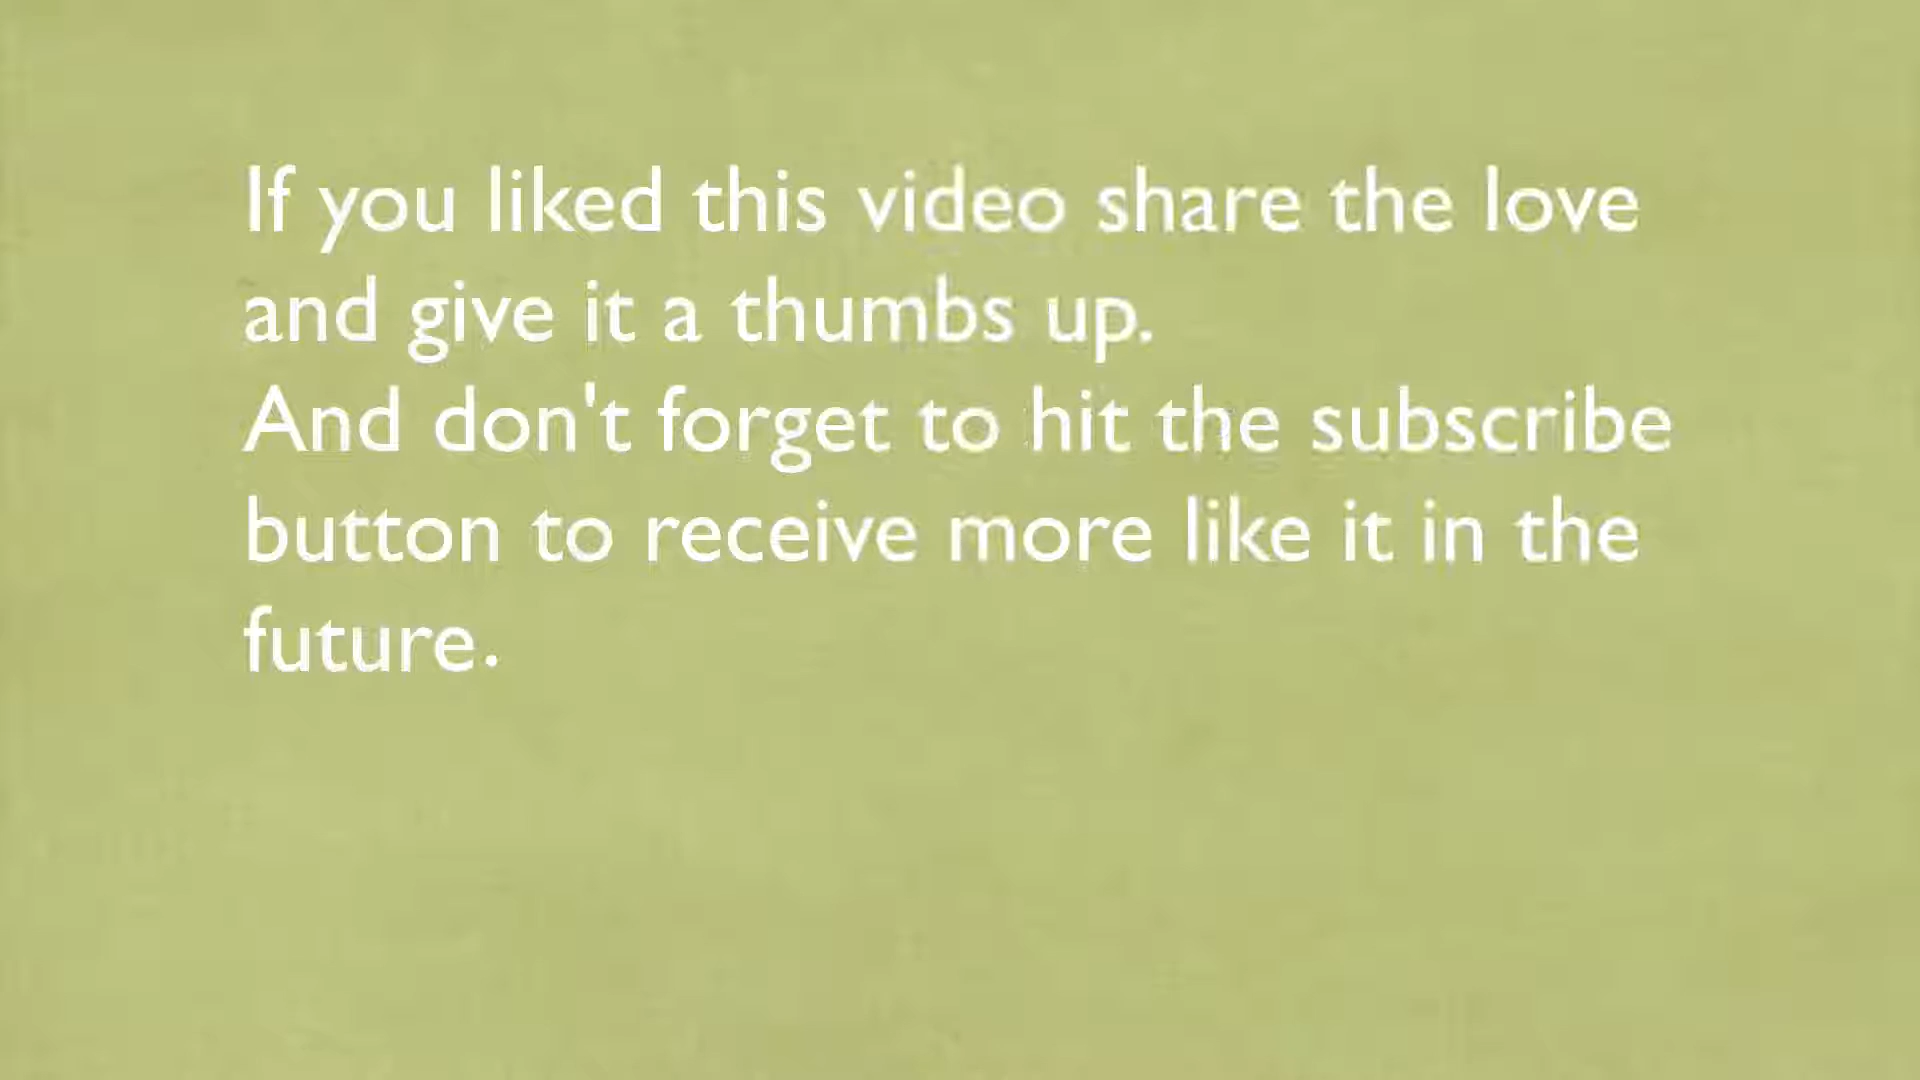 If you liked this video share the love
and give it a thumbs up.
And don't forget to hit the subscribe
button to receive more like it in the
future.